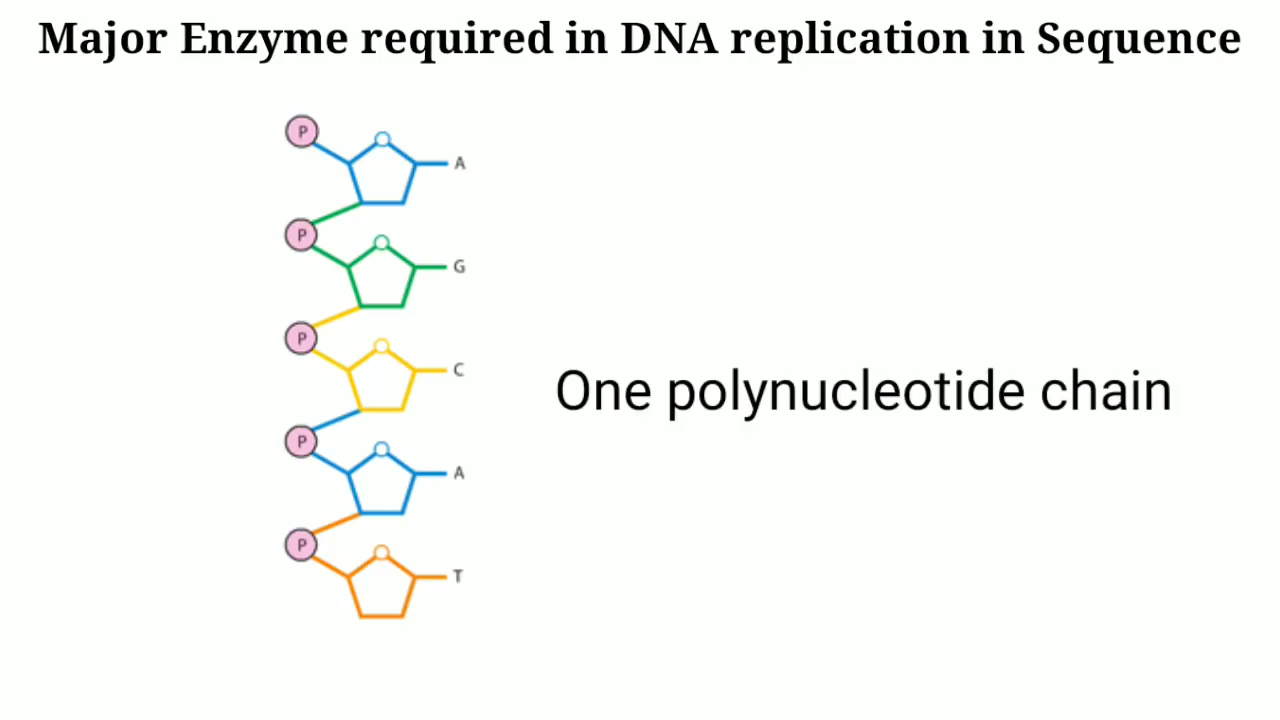 Major Enzyme required in DNA replication in Sequence
P
A
P
G
P
C
One polynucleotide chain
P
A
P
T